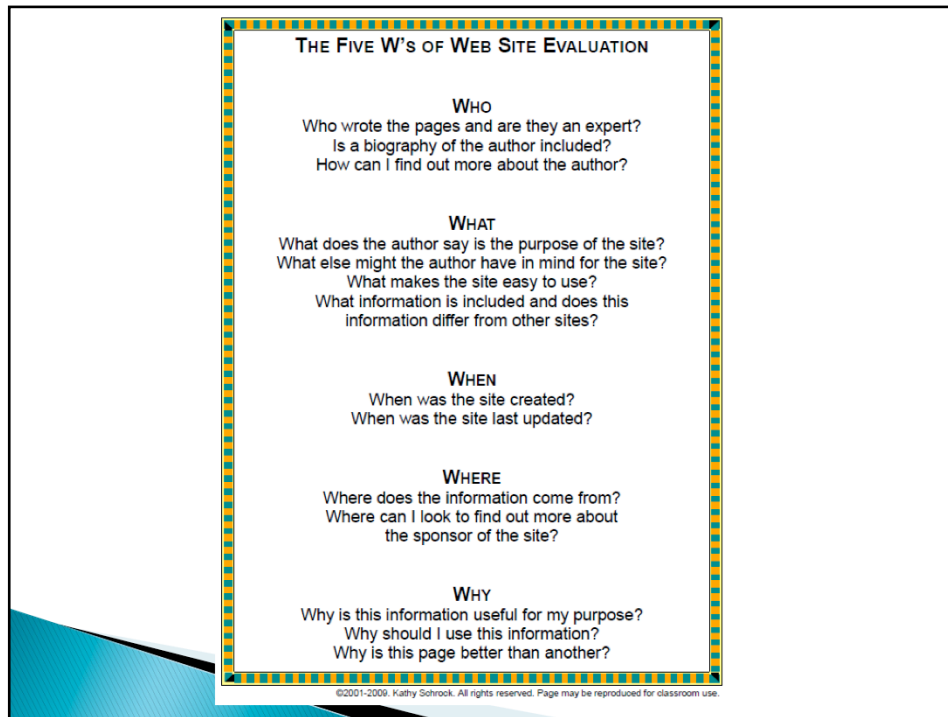 THE FIVE W'S OF WEB SITE EVALUATION
WHO
Who wrote the pages and are they an expert?
Is a biography of the author included?
How can I find out more about the author?
WHAT
What does the author say is the purpose of the site?
What else might the author have in mind for the site?
What makes the site easy to use?
What information is included and does this
information differ from other sites?
WHEN
When was the site created?
When was the site last updated?
WHERE
Where does the information come from?
Where can I look to find out more about
the sponsor of the site?
WHY
Why is this information useful for my purpose?
Why should I use this information?
Why is this page better than another?
©2001-2009. Kathy Schrock. All rights reserved. Page may be reproduced for classroom use.